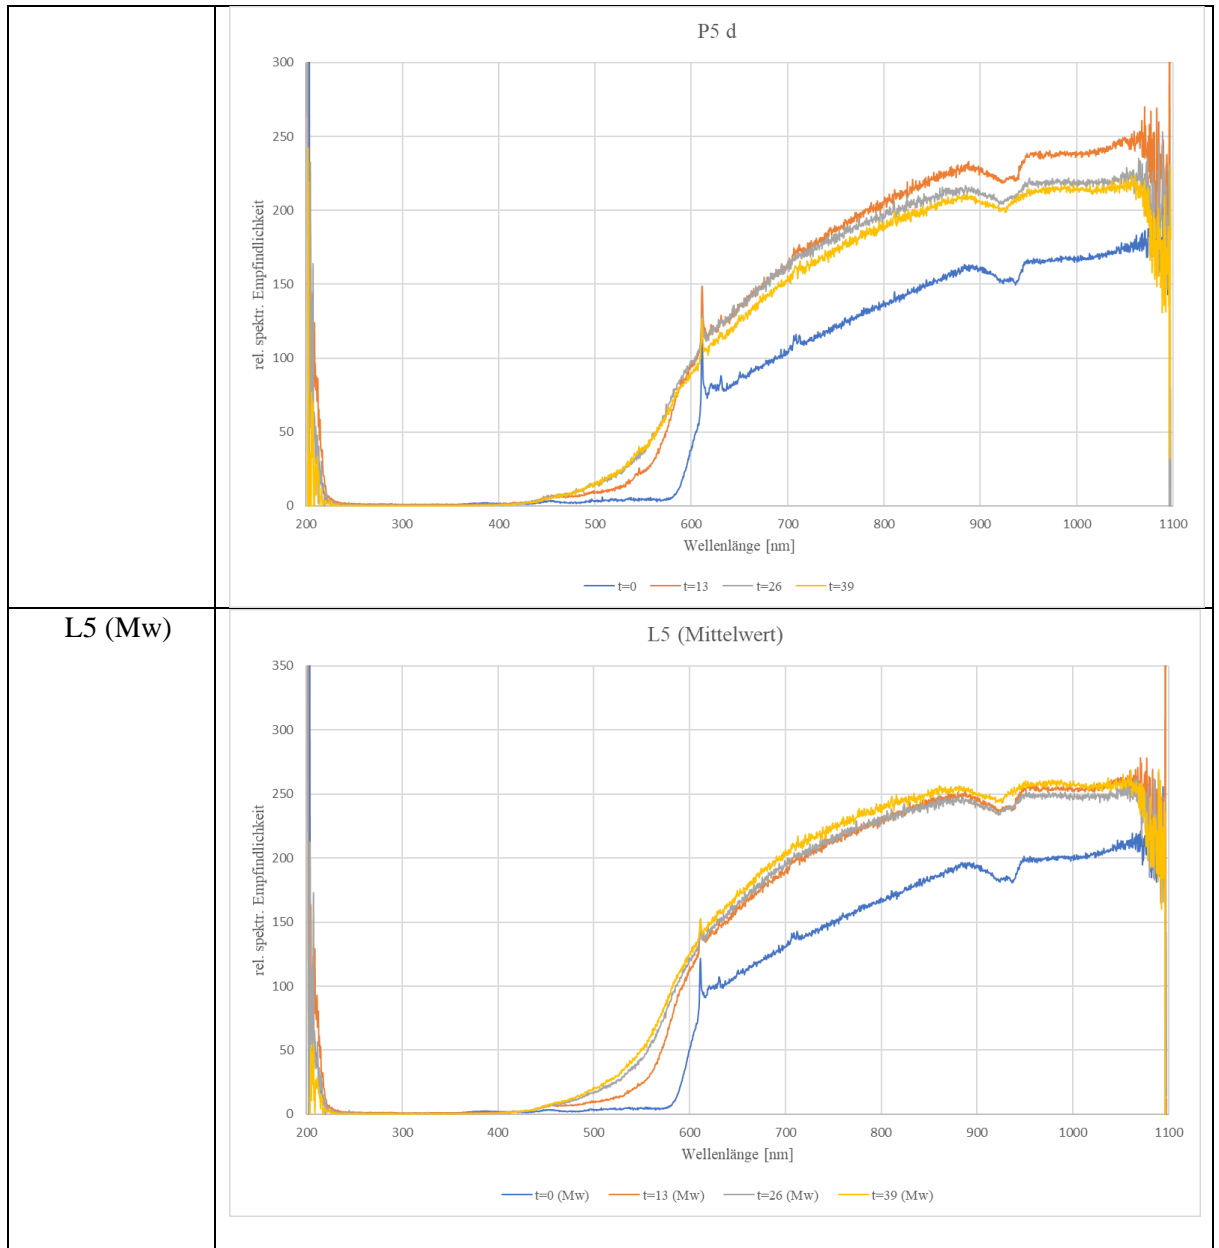 P5 d
300
250
200
150
100
50
0
rel. spektr. Empfindlichkeit
200 300 400 500 600 700 800 900 1000 1100
Wellenlänge [nm]
t=0 t=13 t=26 t=39
L5 (Mw)
L5 (Mittelwert)
350
300
250
200
150
100
50
0
rel. spektr. Empfindlichkeit
200 300 400 500 600 700 800 900 1000 1100
Wellenlänge [nm]
t=0 (Mw) t=13 (Mw) t=26 (Mw) t=39 (Mw)